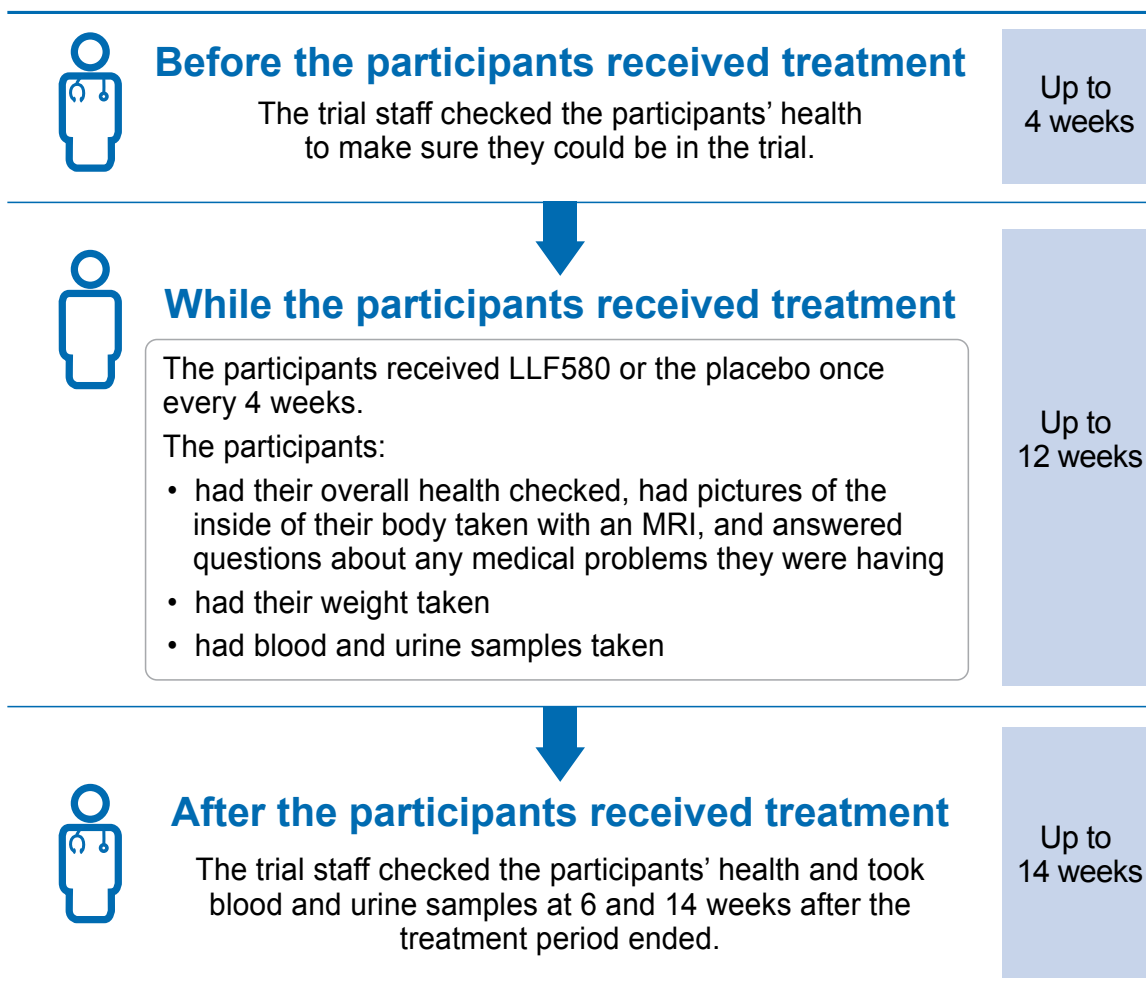 Before the participants received treatment
The trial staff checked the participants’ health
to make sure they could be in the trial.
Up to
4 weeks
While the participants received treatment
The participants received LLF580 or the placebo once
every 4 weeks.
The participants:
• had their overall health checked, had pictures of the
inside of their body taken with an MRI, and answered
questions about any medical problems they were having
• had their weight taken
• had blood and urine samples taken
Up to
12 weeks
After the participants received treatment
The trial staff checked the participants’ health and took
blood and urine samples at 6 and 14 weeks after the
treatment period ended.
Up to
14 weeks